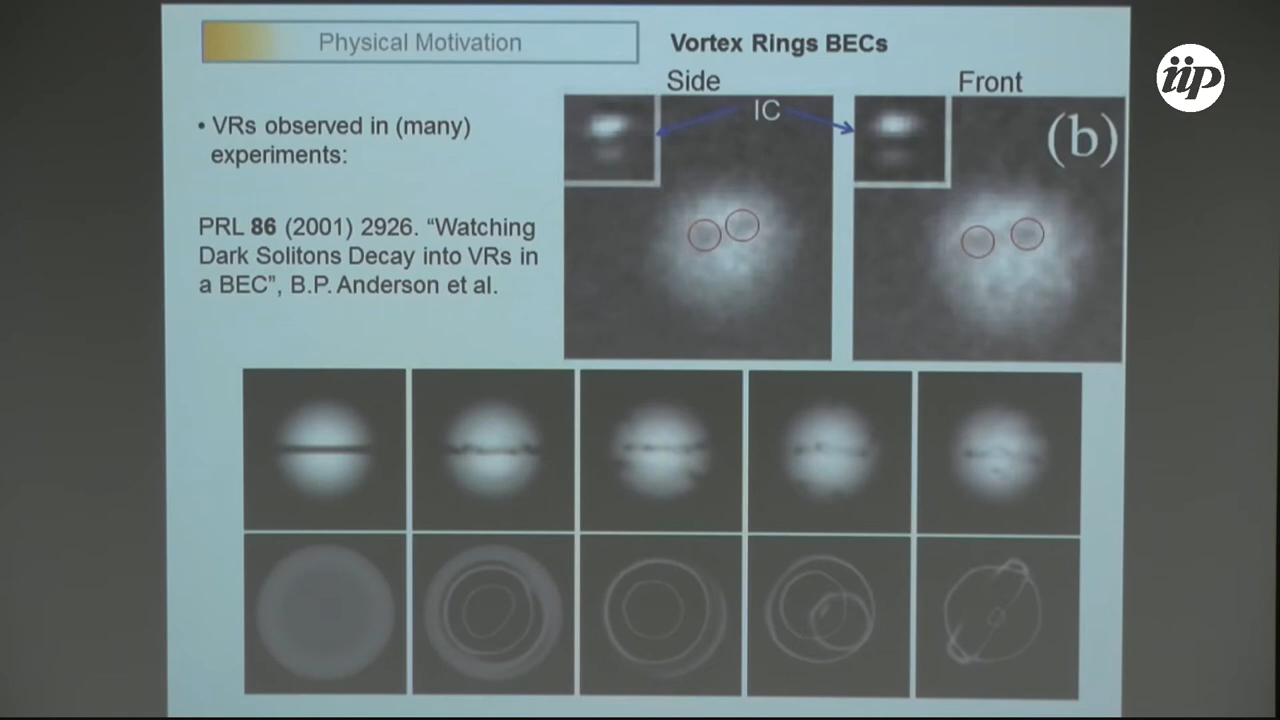 Physical Motivation
Vortex Rings BECs
Side
Front
IC
(b)
• VRs observed in (many)
experiments:
PRL 86 (2001) 2926. “Watching
Dark Solitons Decay into VRs in
a BEC”, B.P. Anderson et al.
iip